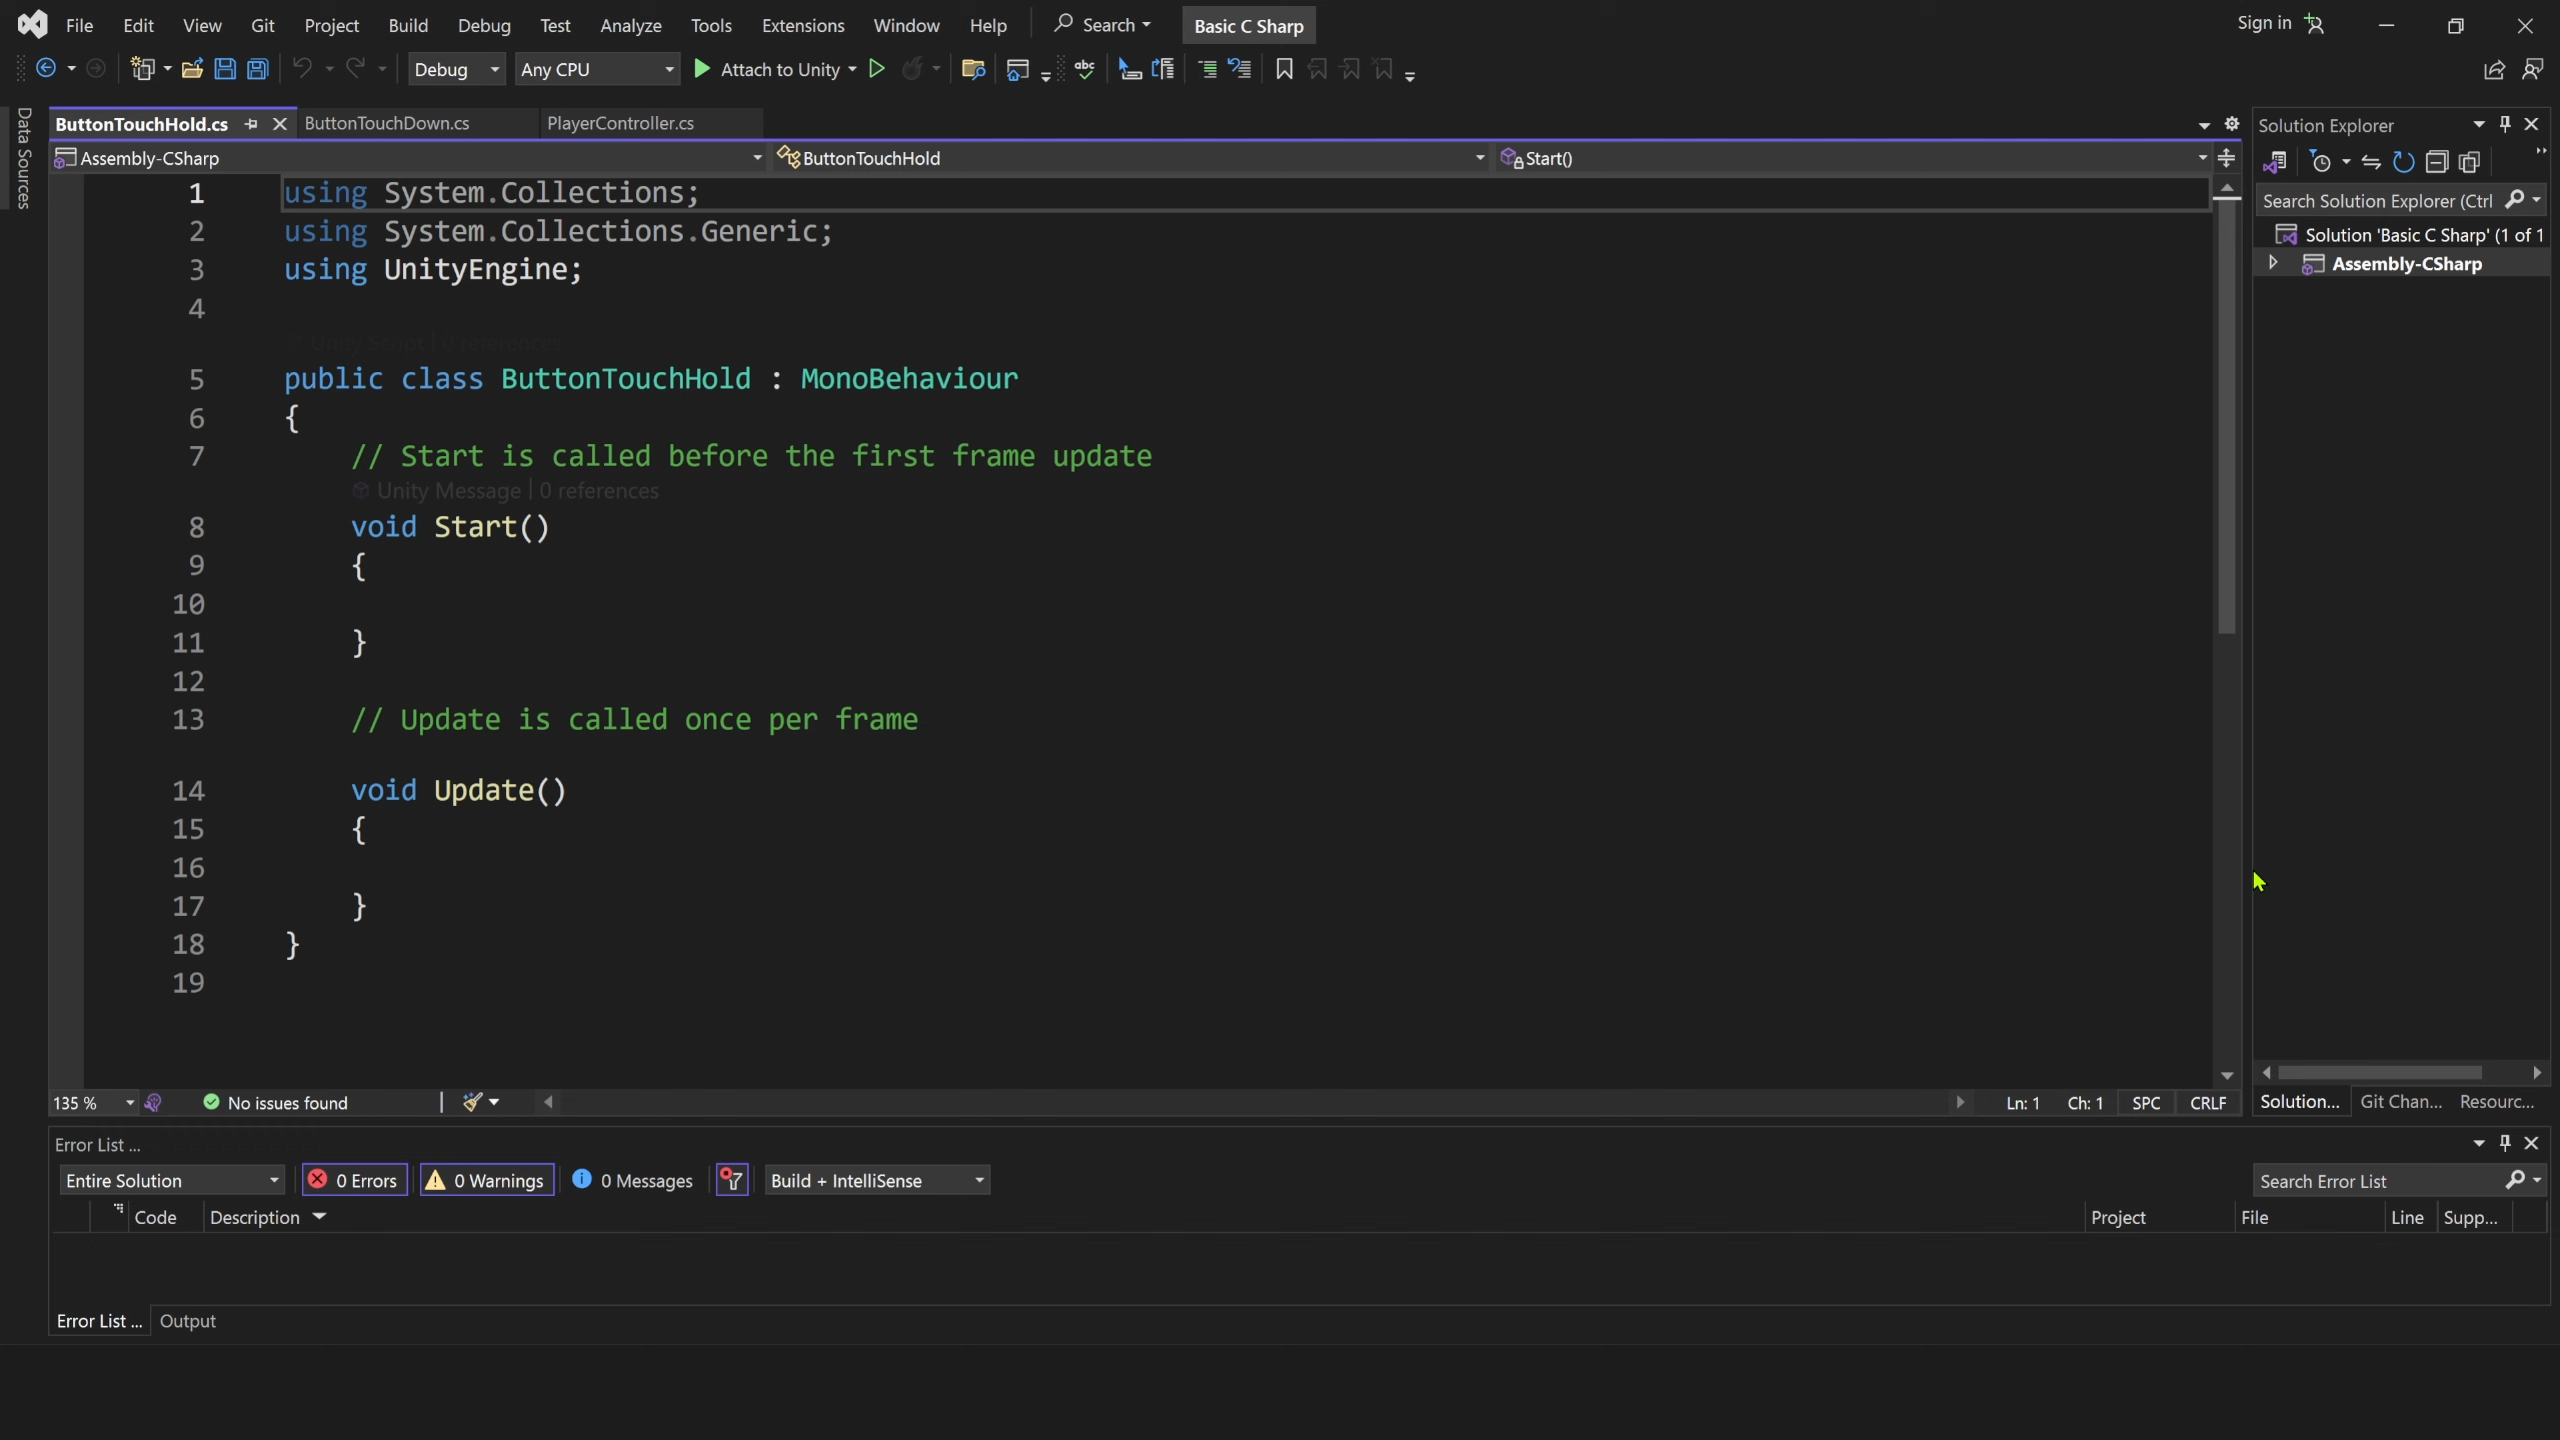 File Edit View Git Project Build Debug Test Analyze Tools Extensions Window Help Search Basic C Sharp Sign in
Debug Any CPU Attach to Unity
Data Sources
ButtonTouchHold.cs ButtonTouchDown.cs PlayerController.cs
Assembly-CSharp ButtonTouchHold Start()
1 using System.Collections;
2 using System.Collections.Generic;
3 using UnityEngine;
4
Unity Script | 0 references
5 public class ButtonTouchHold : MonoBehaviour
6 {
7 // Start is called before the first frame update
Unity Message | 0 references
8 void Start()
9 {
10
11 }
12
13 // Update is called once per frame
14 void Update()
15 {
16
17 }
18 }
19
135 % No issues found Ln: 1 Ch: 1 SPC CRLF
Solution Explorer
Search Solution Explorer (Ctrl
Solution 'Basic C Sharp' (1 of 1
Assembly-CSharp
Solution... Git Chan... Resourc...
Error List ...
Entire Solution 0 Errors 0 Warnings 0 Messages Build + IntelliSense Search Error List
Code Description Project File Line Supp...
Error List ... Output